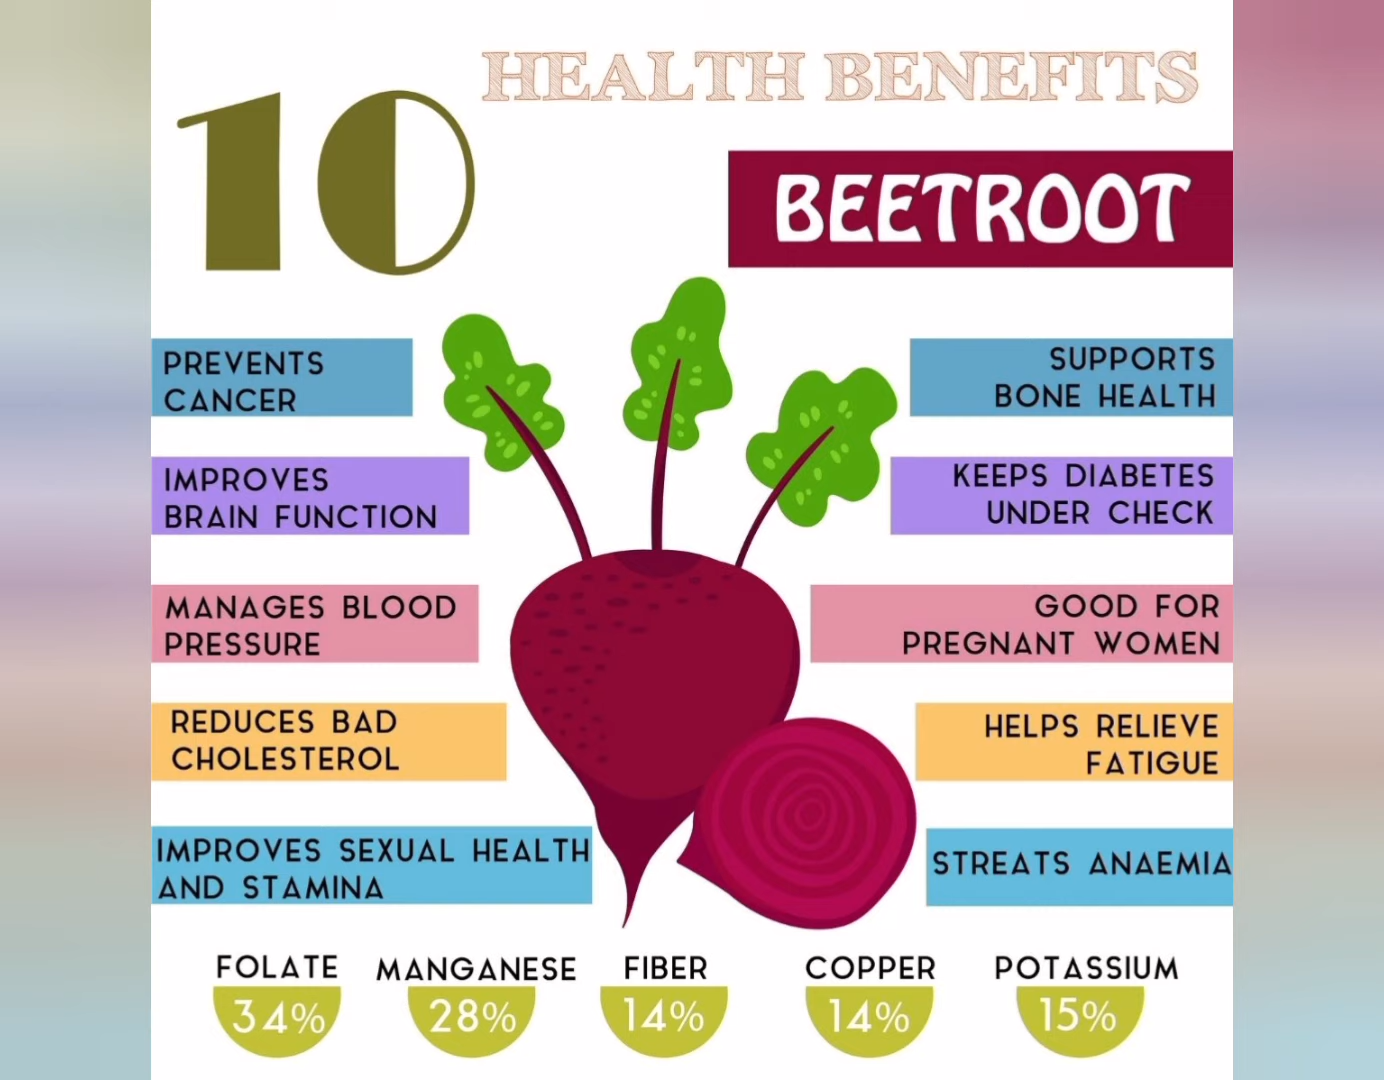 10
HEALTH BENEFITS
BEETROOT
PREVENTS
CANCER
IMPROVES
BRAIN FUNCTION
MANAGES BLOOD
PRESSURE
REDUCES BAD
CHOLESTEROL
IMPROVES SEXUAL HEALTH
AND STAMINA
SUPPORTS
BONE HEALTH
KEEPS DIABETES
UNDER CHECK
GOOD FOR
PREGNANT WOMEN
HELPS RELIEVE
FATIGUE
STREATS ANAEMIA
FOLATE
34%
MANGANESE
28%
FIBER
14%
COPPER
14%
POTASSIUM
15%